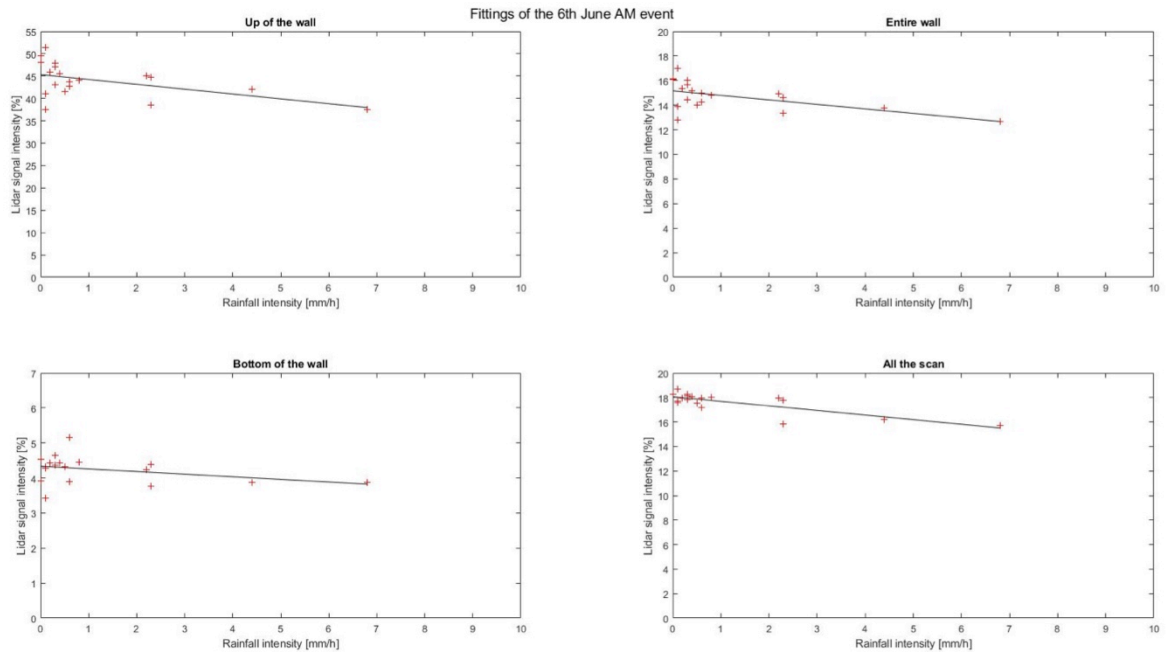 Fittings of the 6th June AM event
Up of the wall
55
50
45
40
35
30
25
20
15
10
5
0
Lidar signal intensity [%]
0 1 2 3 4 5 6 7 8 9 10
Rainfall intensity [mm/h]
Entire wall
20
18
16
14
12
10
8
6
4
2
0
Lidar signal intensity [%]
0 1 2 3 4 5 6 7 8 9 10
Rainfall intensity [mm/h]
Bottom of the wall
7
6
5
4
3
2
1
0
Lidar signal intensity [%]
0 1 2 3 4 5 6 7 8 9 10
Rainfall intensity [mm/h]
All the scan
20
18
16
14
12
10
8
6
4
2
0
Lidar signal intensity [%]
0 1 2 3 4 5 6 7 8 9 10
Rainfall intensity [mm/h]